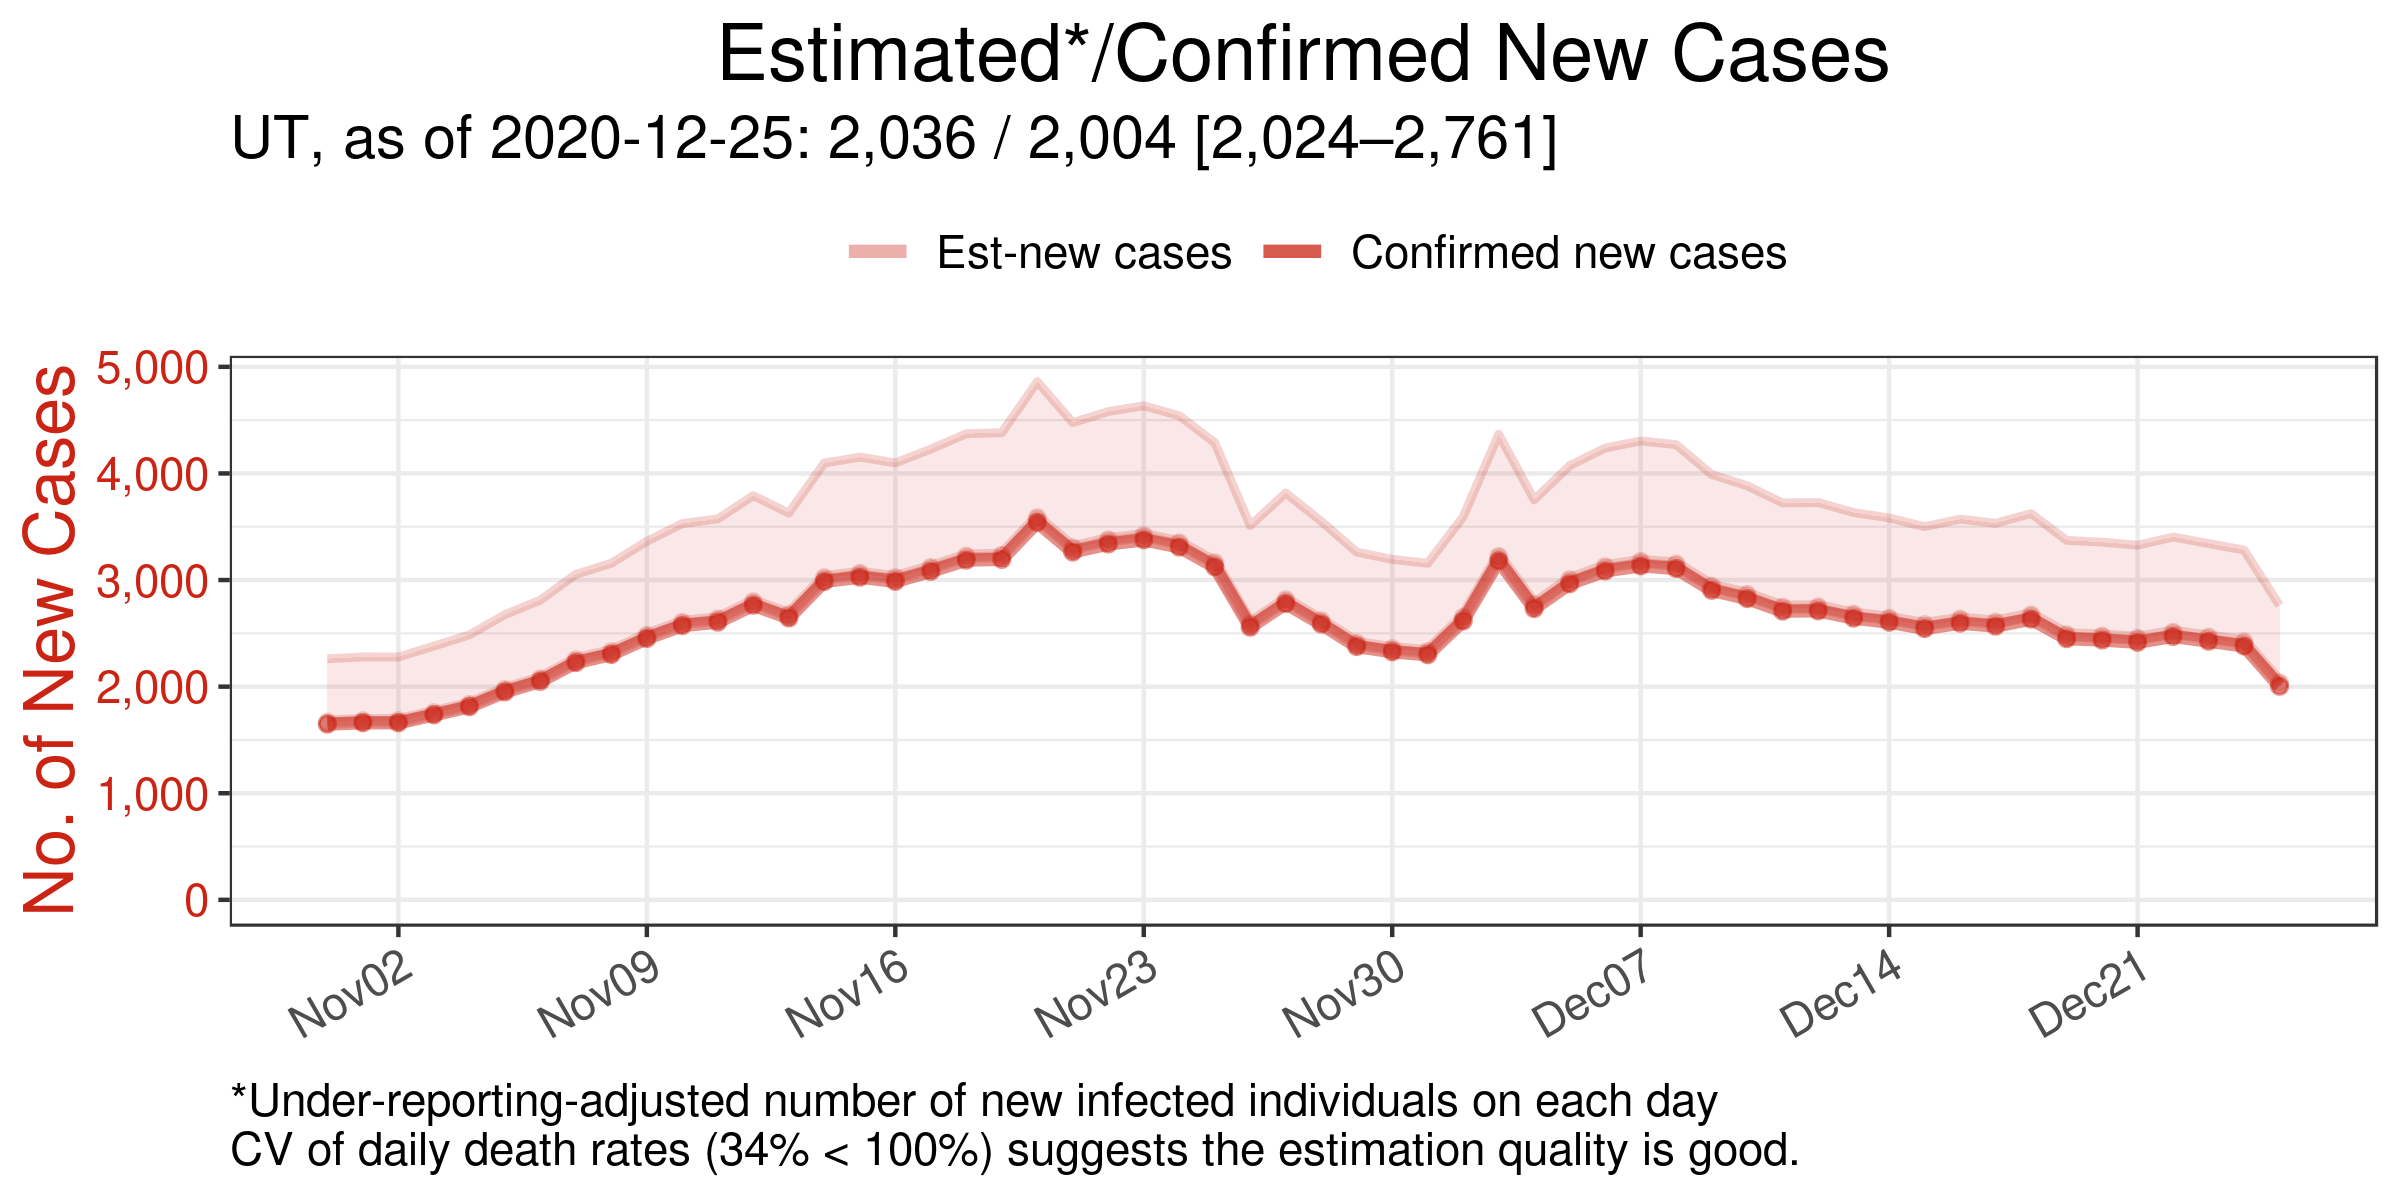 Estimated*/Confirmed New Cases
UT, as of 2020-12-25: 2,036 / 2,004 [2,024–2,761]
Est-new cases Confirmed new cases
No. of New Cases
5,000
4,000
3,000
2,000
1,000
0
Nov02 Nov09 Nov16 Nov23 Nov30 Dec07 Dec14 Dec21
*Under-reporting-adjusted number of new infected individuals on each day
CV of daily death rates (34% < 100%) suggests the estimation quality is good.